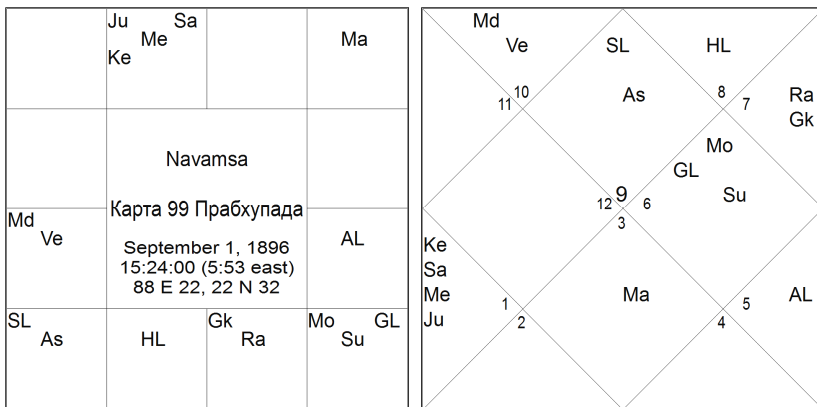 Ju Sa
Me
Ke
Ma
Navamsa
Карта 99 Прабхупада
September 1, 1896
15:24:00 (5:53 east)
88 E 22, 22 N 32
Md
Ve
AL
SL
As
HL
Gk
Ra
Mo GL
Su
Md
Ve
SL
HL
As
10
11
8
7
Ra
Gk
Mo
GL
Su
9
12
6
3
Ke
Sa
Me
Ju
1
2
Ma
5
4
AL